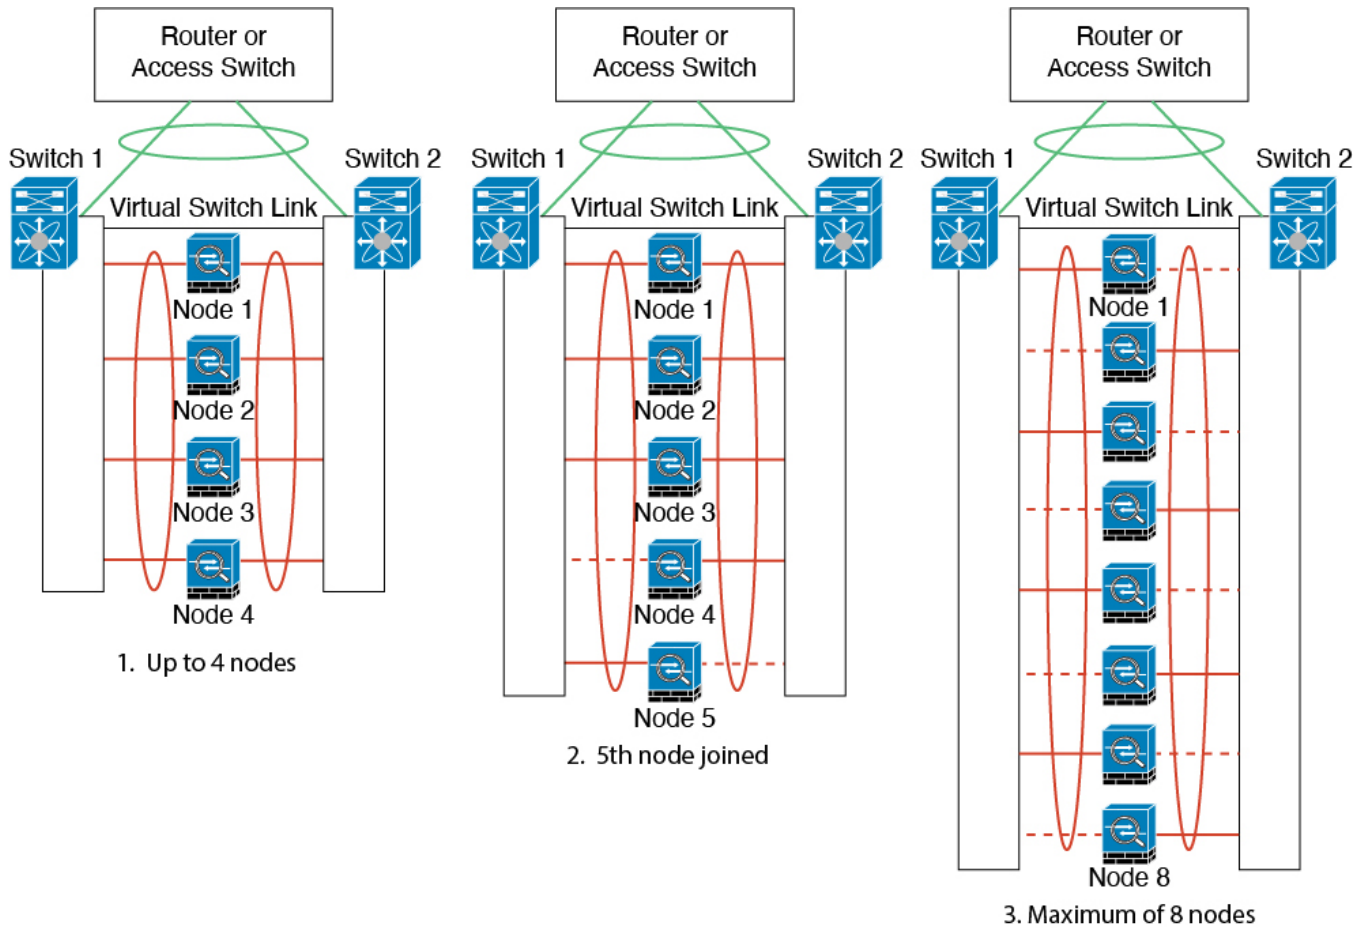 Router or
Access Switch
Switch 1
Switch 2
Virtual Switch Link
Node 1
Node 2
Node 3
Node 4
1. Up to 4 nodes
Router or
Access Switch
Switch 1
Switch 2
Virtual Switch Link
Node 1
Node 2
Node 3
Node 4
Node 5
2. 5th node joined
Router or
Access Switch
Switch 1
Switch 2
Virtual Switch Link
Node 1
Node 8
3. Maximum of 8 nodes